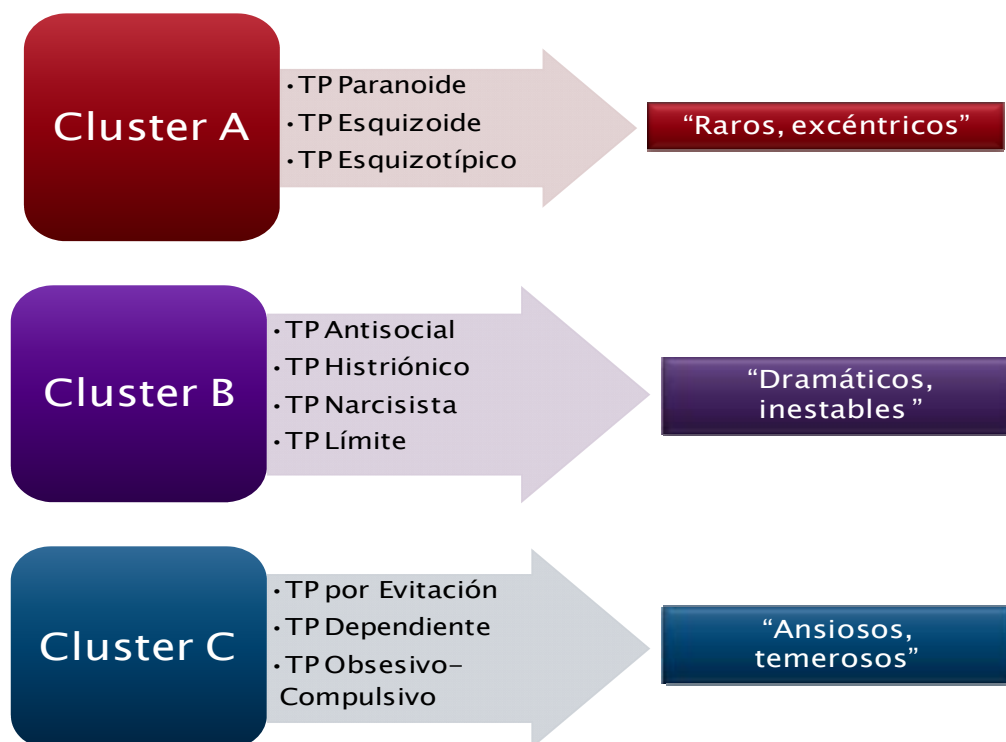 Cluster A
• TP Paranoide
• TP Esquizoide
• TP Esquizotípico
“Raros, excéntricos”
Cluster B
• TP Antisocial
• TP Histriónico
• TP Narcisista
• TP Límite
“Dramáticos,
inestables ”
Cluster C
• TP por Evitación
• TP Dependiente
• TP Obsesivo-
Compulsivo
“Ansiosos,
temerosos”